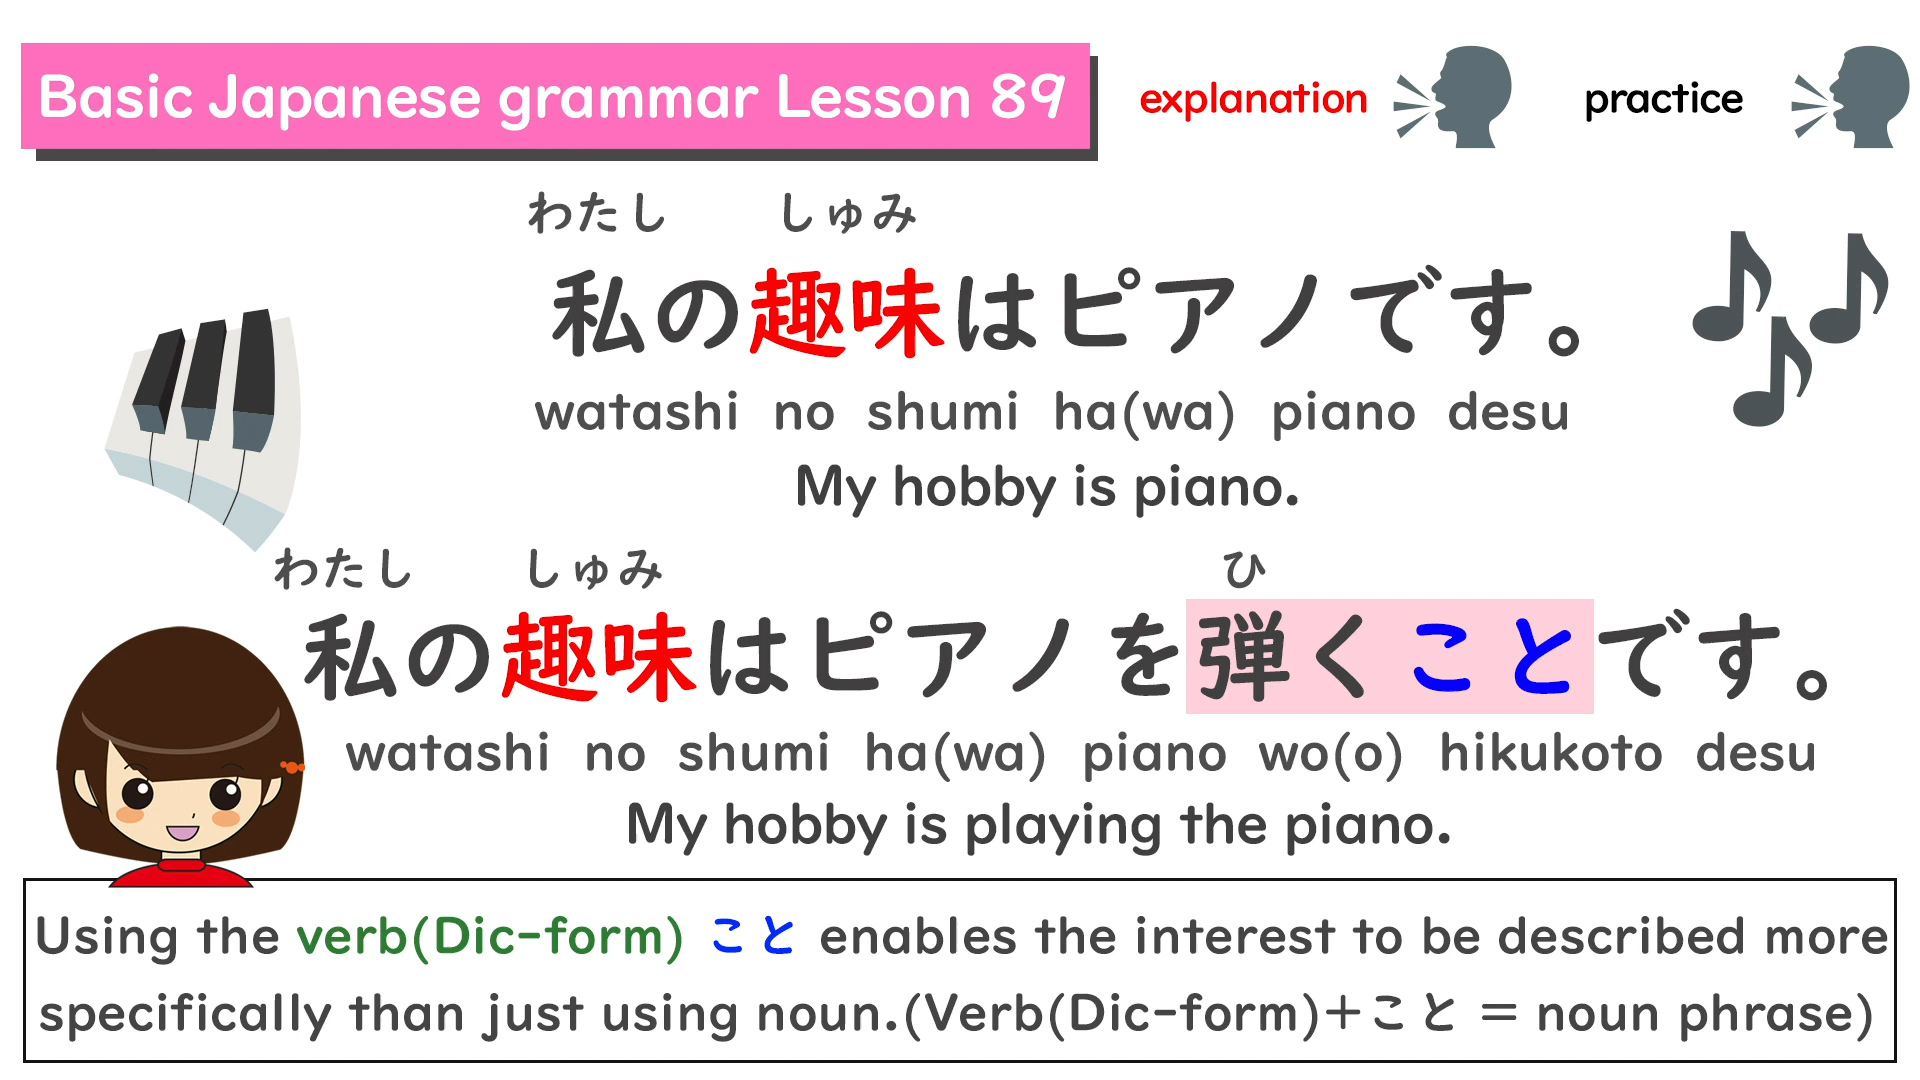 Basic Japanese grammar Lesson 89
explanation
practice
わたし しゅみ
私の趣味はピアノです。
watashi no shumi ha(wa) piano desu
My hobby is piano.
わたし しゅみ ひ
私の趣味はピアノを弾くことです。
watashi no shumi ha(wa) piano wo(o) hikukoto desu
My hobby is playing the piano.
Using the verb(Dic-form) こと enables the interest to be described more
specifically than just using noun.(Verb(Dic-form)+こと = noun phrase)